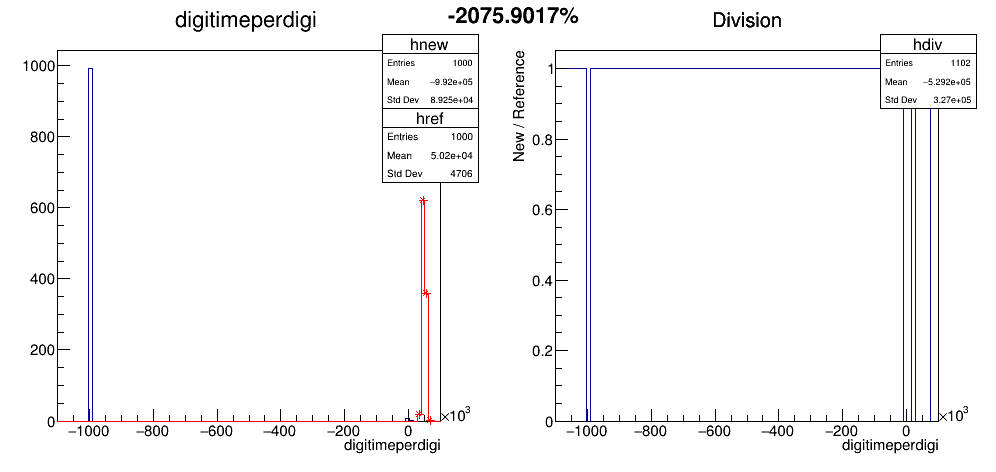 digitimeperdigi
-2075.9017%
Division
hnew
Entries 1000
Mean −9.92e+05
Std Dev 8.925e+04
href
Entries 1000
Mean 5.02e+04
Std Dev 4706
1000
800
600
400
200
0
−1000 −800 −600 −400 −200 0
×10³
digitimeperdigi
hdiv
Entries 1102
Mean −5.292e+05
Std Dev 3.27e+05
New / Reference
1
0.8
0.6
0.4
0.2
0
−1000 −800 −600 −400 −200 0
×10³
digitimeperdigi